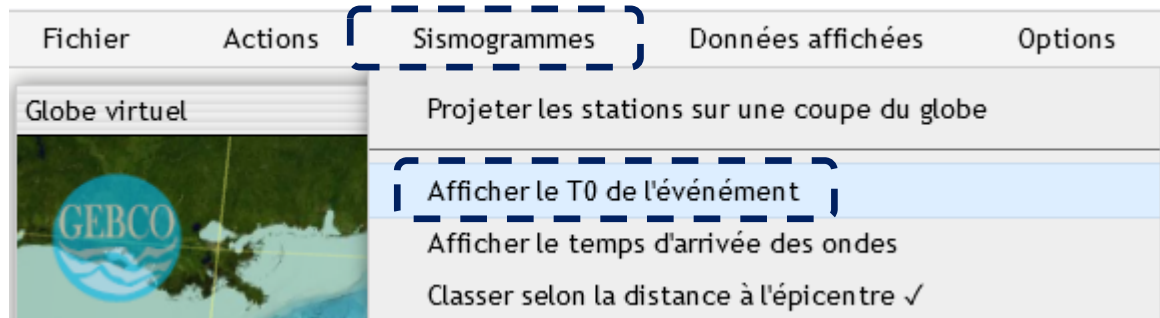 Fichier Actions Sismogrammes Données affichées Options
Globe virtuel
Projeter les stations sur une coupe du globe
GEBCO
Afficher le T0 de l'événément
Afficher le temps d'arrivée des ondes
Classer selon la distance à l'épicentre ✓